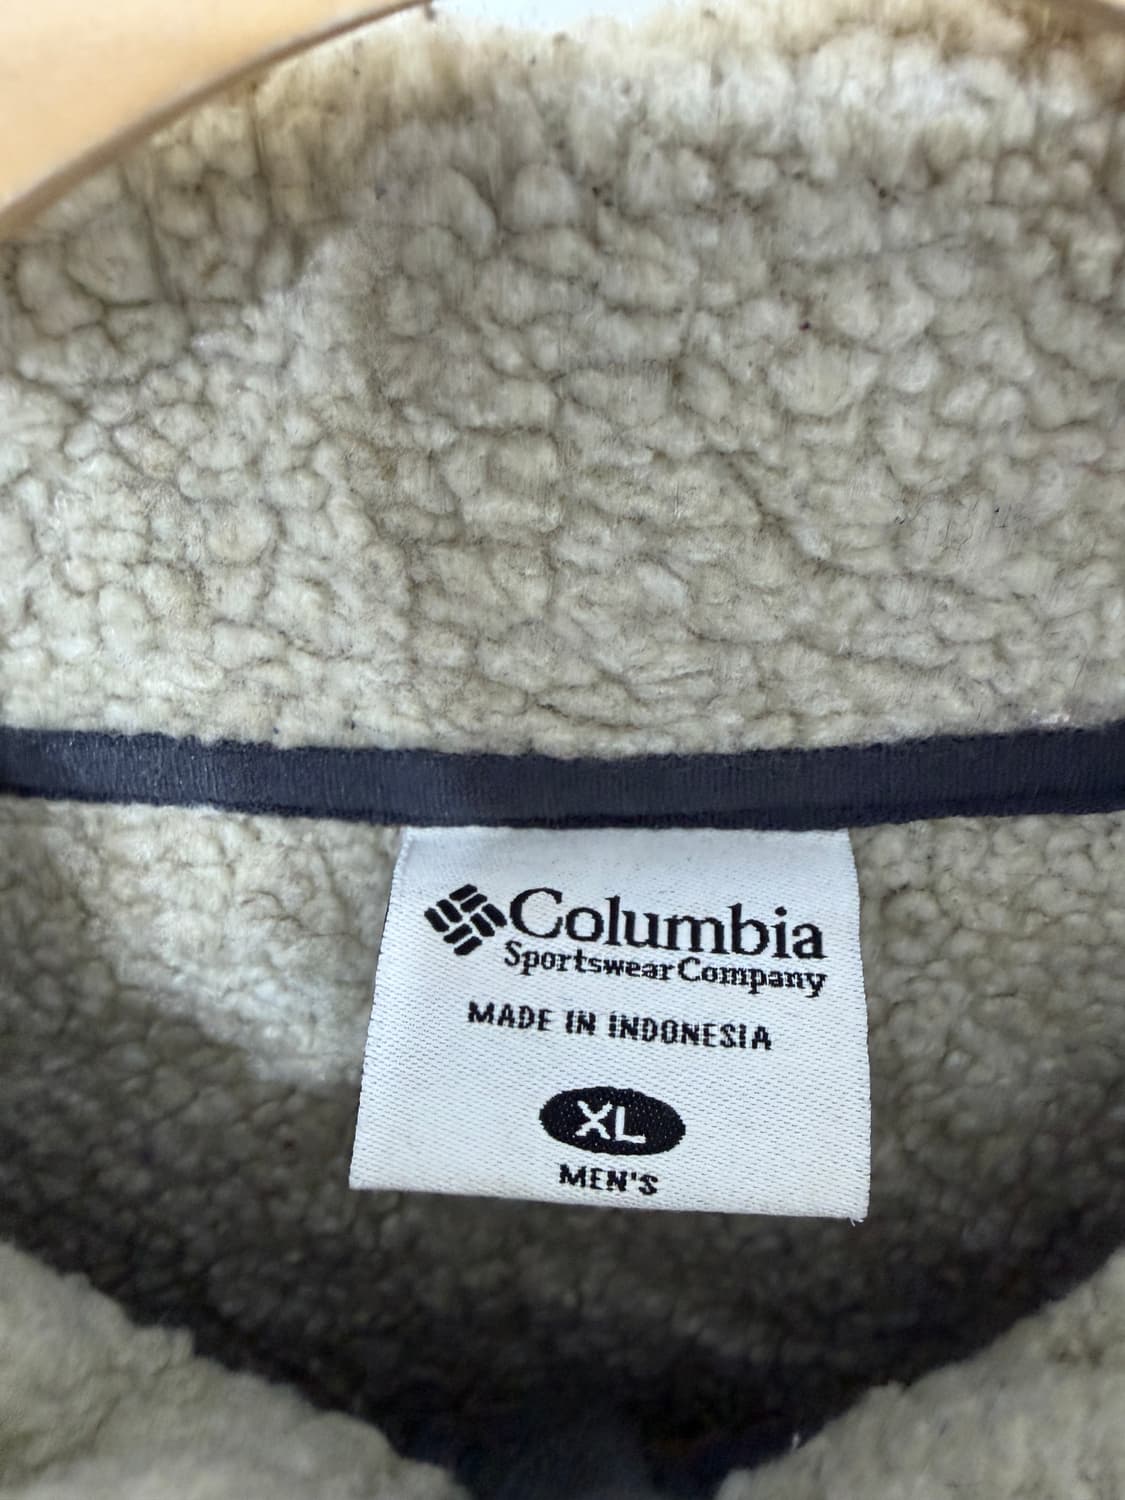 Columbia
Sportswear Company
MADE IN INDONESIA
XL
MEN'S